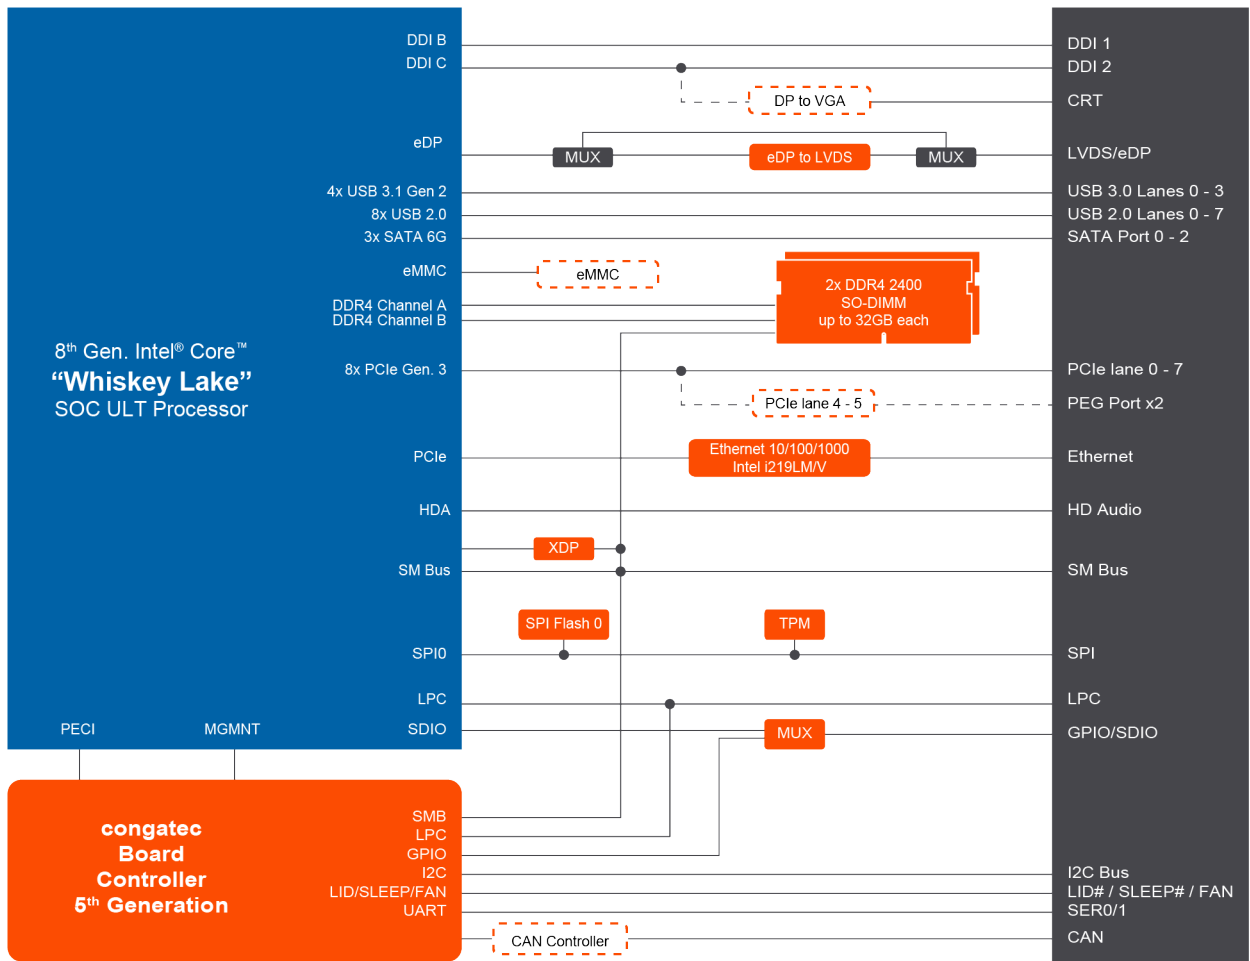 DDI B
DDI 1
DDI C
DDI 2
DP to VGA
CRT
eDP
MUX
eDP to LVDS
MUX
LVDS/eDP
4x USB 3.1 Gen 2
USB 3.0 Lanes 0 - 3
8x USB 2.0
USB 2.0 Lanes 0 - 7
3x SATA 6G
SATA Port 0 - 2
eMMC
eMMC
2x DDR4 2400
SO-DIMM
up to 32GB each
DDR4 Channel A
DDR4 Channel B
8th Gen. Intel® Core™
“Whiskey Lake”
SOC ULT Processor
8x PCIe Gen. 3
PCIe lane 0 - 7
PCIe lane 4 - 5
PEG Port x2
PCIe
Ethernet 10/100/1000
Intel i219LM/V
Ethernet
HDA
HD Audio
XDP
SM Bus
SM Bus
SPI Flash 0
TPM
SPI0
SPI
LPC
LPC
PECI
MGMNT
SDIO
MUX
GPIO/SDIO
congatec
Board
Controller
5th Generation
SMB
LPC
GPIO
I2C
I2C Bus
LID/SLEEP/FAN
LID# / SLEEP# / FAN
UART
SER0/1
CAN Controller
CAN